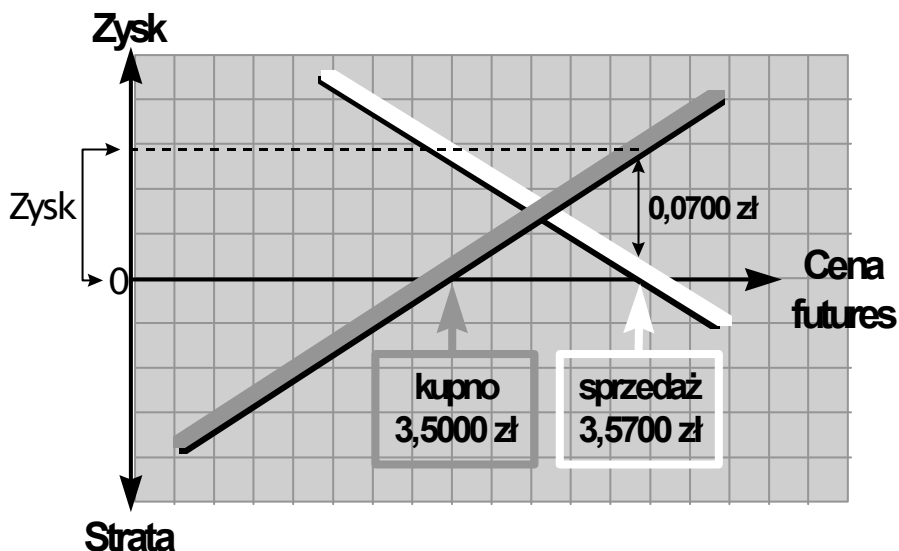 Zysk
Zysk
0,0700 zł
0
Cena
futures
kupno
3,5000 zł
sprzedaż
3,5700 zł
Strata